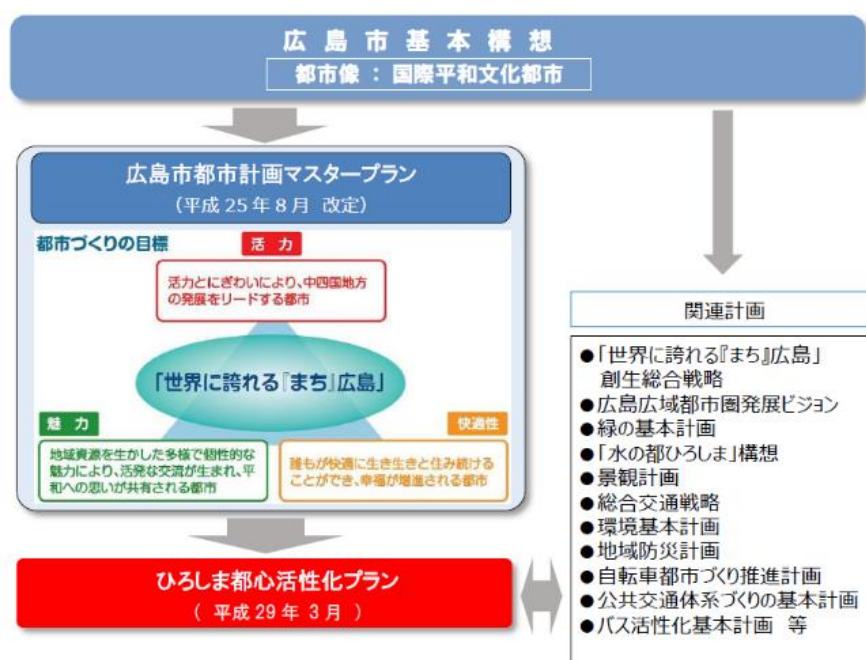 広島市基本構想
都市像 ： 国際平和文化都市
広島市都市計画マスタープラン
（平成25年8月 改定）
都市づくりの目標
活 力
活力とにぎわいにより、中四国地方
の発展をリードする都市
「世界に誇れる『まち』広島」
魅 力
地域資源を生かした多様で個性的な
魅力により、活発な交流が生まれ、平
和への思いが共有される都市
快適性
誰もが快適に生き生きと住み続ける
ことができ、幸福が増進される都市
ひろしま都心活性化プラン
（ 平成29年 3月 ）
関連計画
●「世界に誇れる『まち』広島」
創生総合戦略
●広島広域都市圏発展ビジョン
●緑の基本計画
●「水の都ひろしま」構想
●景観計画
●総合交通戦略
●環境基本計画
●地域防災計画
●自転車都市づくり推進計画
●公共交通体系づくりの基本計画
●バス活性化基本計画 等